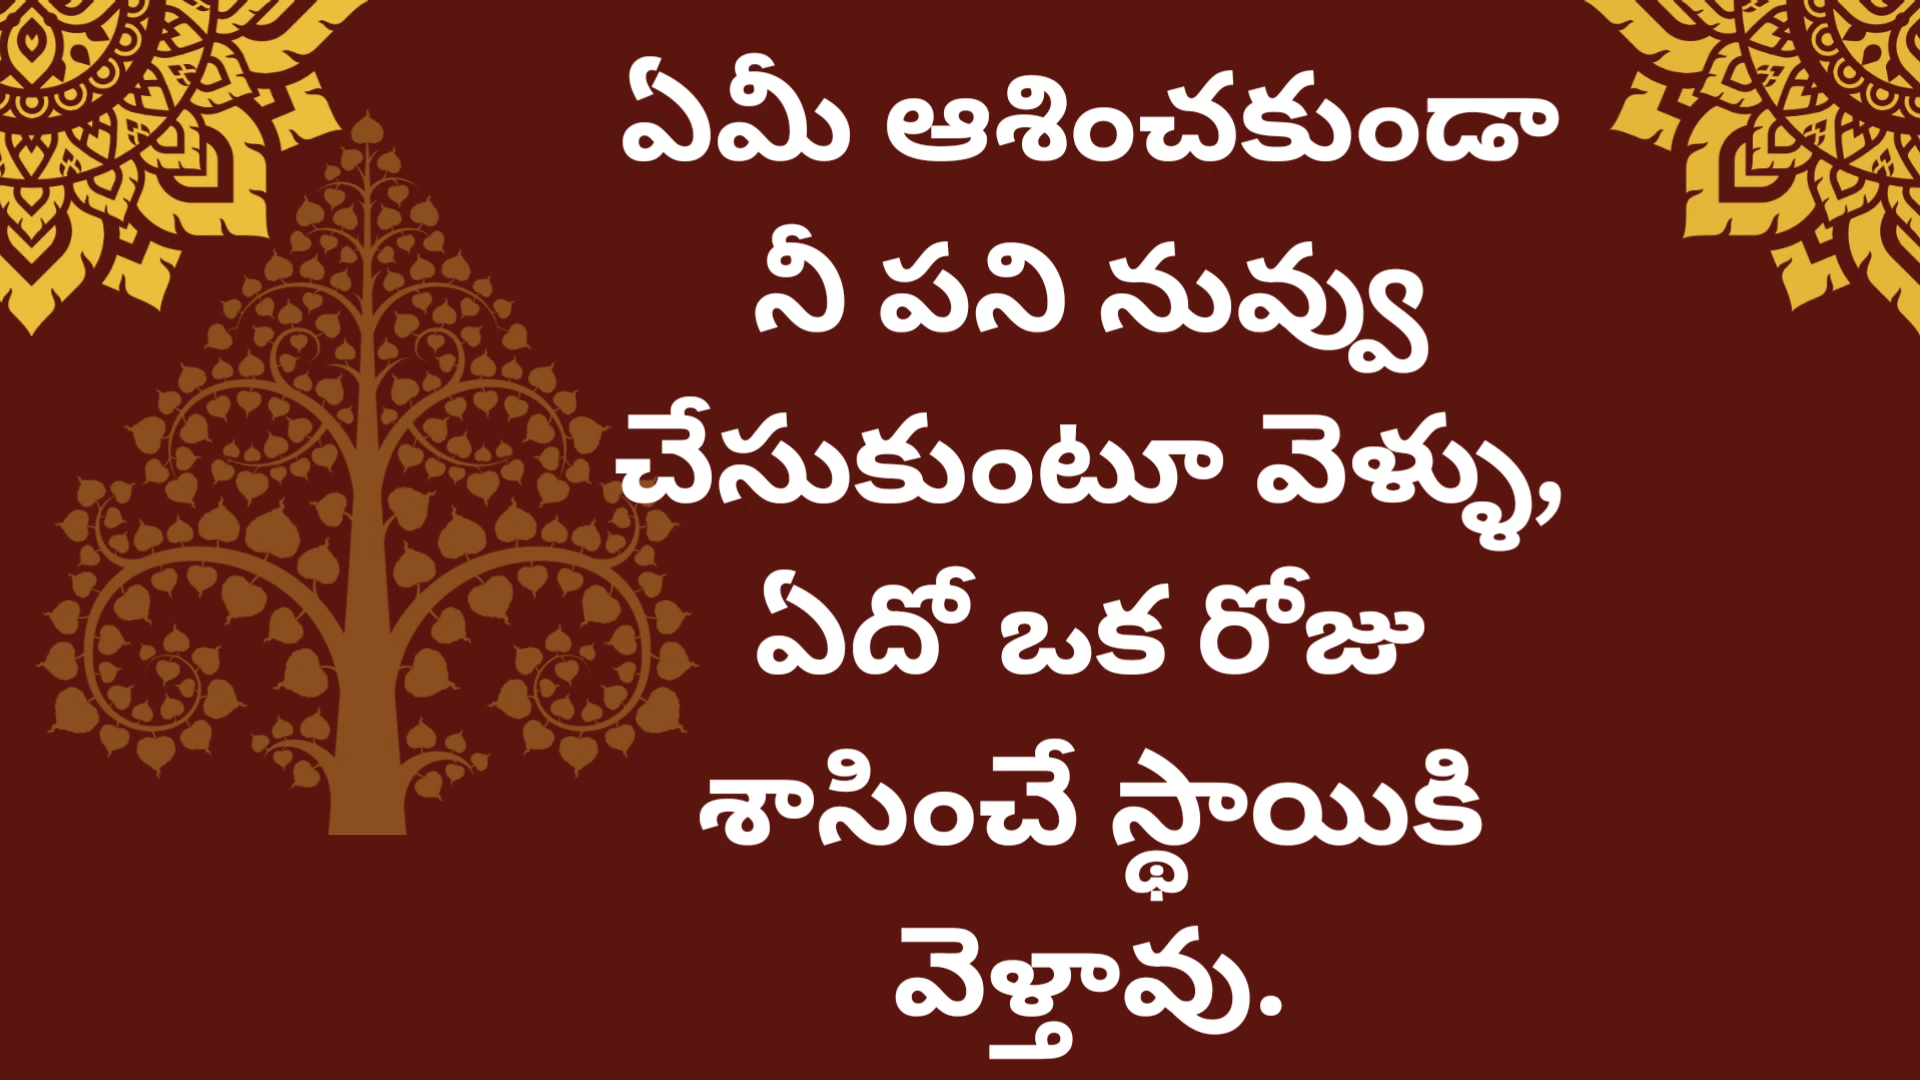 ఏమీ ఆశించకుండా
నీ పని నువ్వు
చేసుకుంటూ వెళ్ళు,
ఏదో ఒక రోజు
శాసించే స్థాయికి
వెళ్తావు.